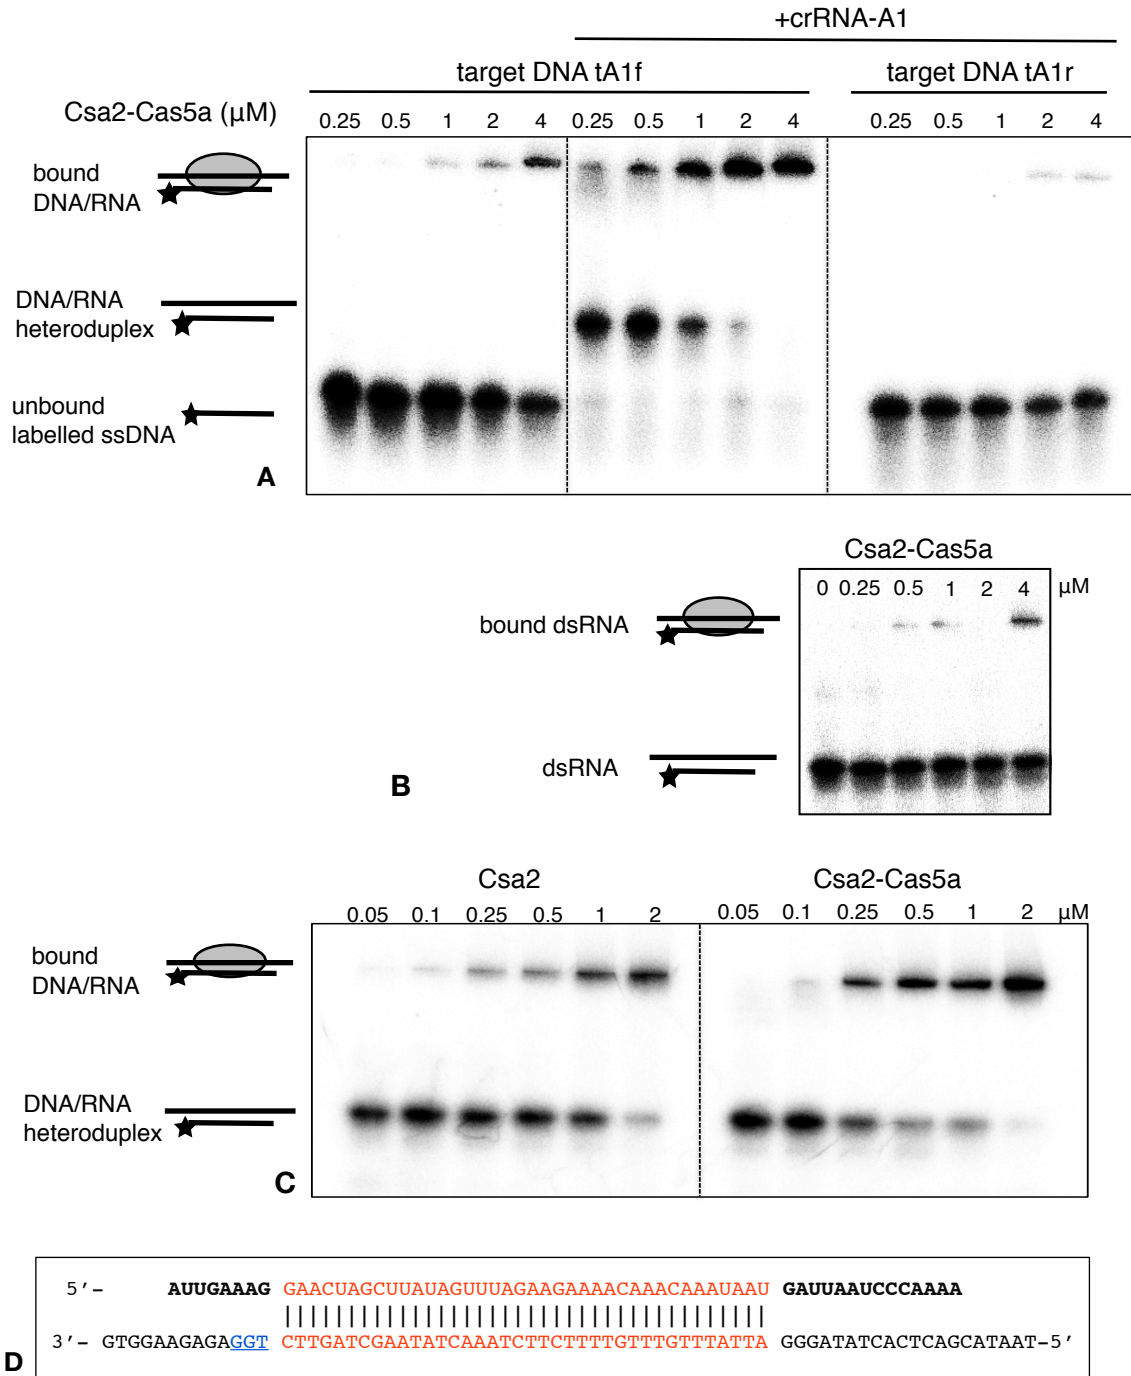 +crRNA-A1
target DNA tA1f
target DNA tA1r
Csa2-Cas5a (μM)
0.25 0.5 1 2 4 0.25 0.5 1 2 4 0.25 0.5 1 2 4
bound
DNA/RNA
DNA/RNA
heteroduplex
unbound
labelled ssDNA
A
Csa2-Cas5a
0 0.25 0.5 1 2 4 μM
bound dsRNA
dsRNA
B
Csa2 Csa2-Cas5a
0.05 0.1 0.25 0.5 1 2 0.05 0.1 0.25 0.5 1 2 μM
bound
DNA/RNA
DNA/RNA
heteroduplex
C
5′- AUUGAAAG GAACUAGCUUAUAGUUUAGAAGAAAACAAACAAAUAAU GAUUAAUCCCAAAA
3′- GTGGAAGAGAGGT CTTGATCGAATATCAAATCTTCTTTTGTTTGTTTATTA GGGATATCACTCAGCATAAT-5′
D